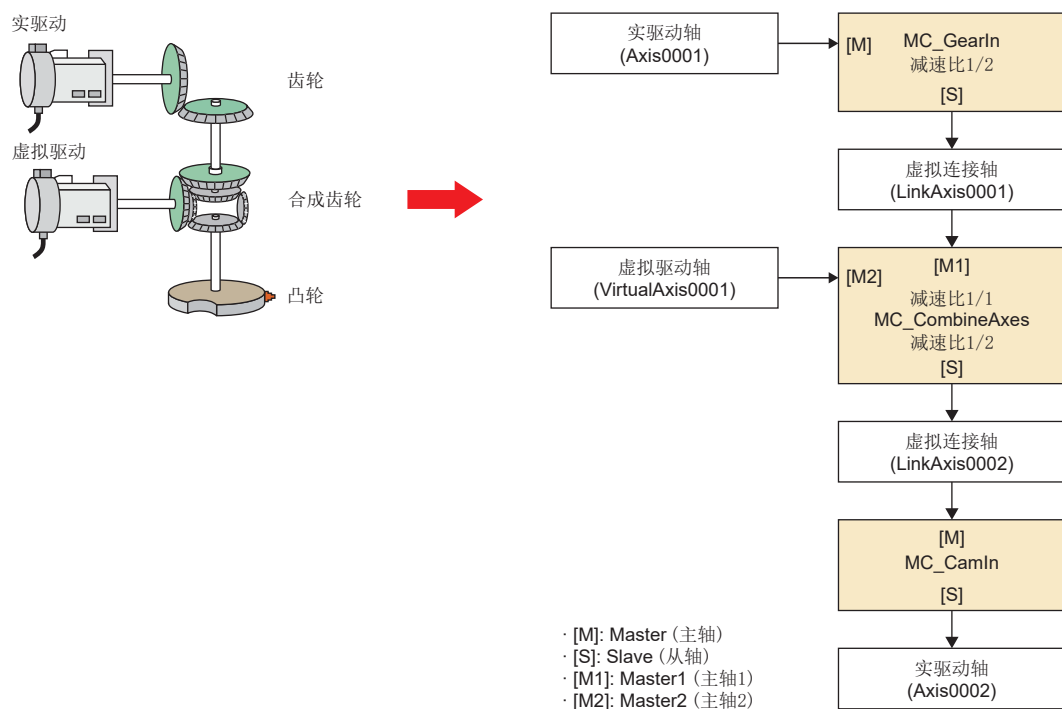 实驱动
齿轮
虚拟驱动
合成齿轮
凸轮
实驱动轴
(Axis0001)
[M]
MC_GearIn
减速比1/2
[S]
虚拟连接轴
(LinkAxis0001)
虚拟驱动轴
(VirtualAxis0001)
[M2]
[M1]
减速比1/1
MC_CombineAxes
减速比1/2
[S]
虚拟连接轴
(LinkAxis0002)
[M]
MC_CamIn
[S]
实驱动轴
(Axis0002)
· [M]: Master (主轴)
· [S]: Slave (从轴)
· [M1]: Master1 (主轴1)
· [M2]: Master2 (主轴2)